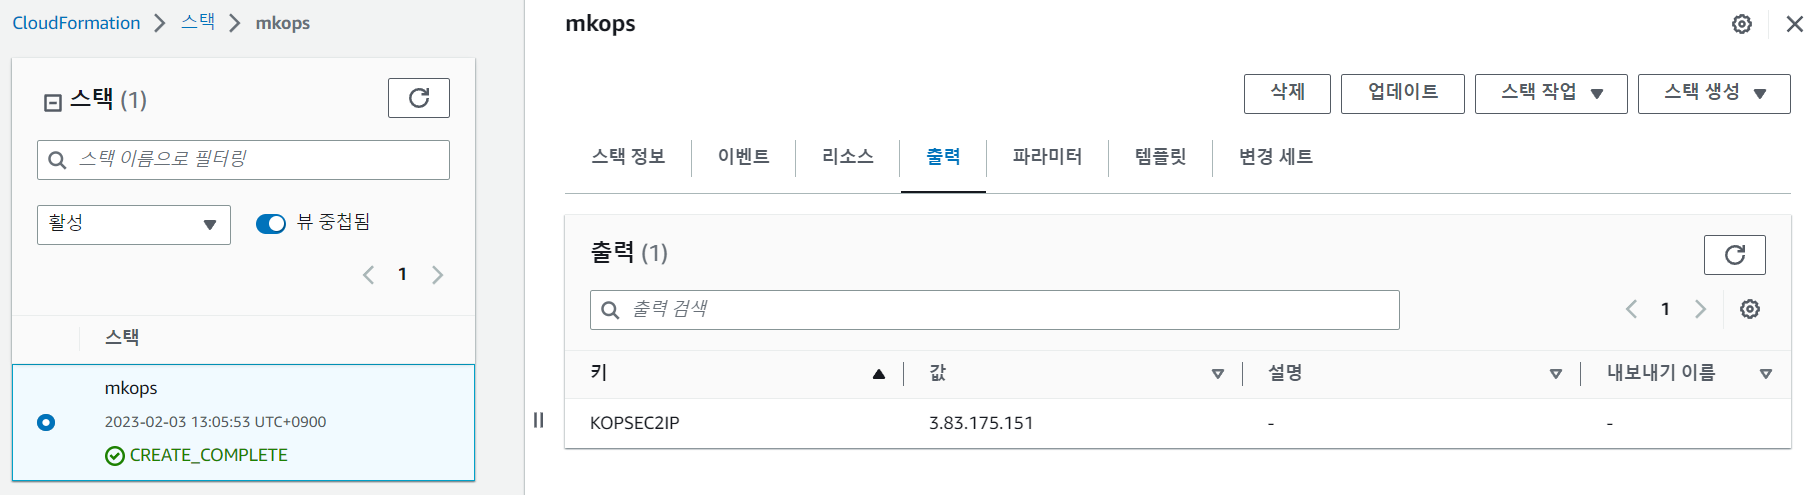 CloudFormation > 스택 > mkops
스택 (1)
스택 이름으로 필터링
활성
뷰 중첩됨
1
스택
mkops
2023-02-03 13:05:53 UTC+0900
CREATE_COMPLETE
mkops
삭제 업데이트 스택 작업 스택 생성
스택 정보 이벤트 리소스 출력 파라미터 템플릿 변경 세트
출력 (1)
출력 검색
1
키 값 설명 내보내기 이름
KOPSEC2IP 3.83.175.151 - -